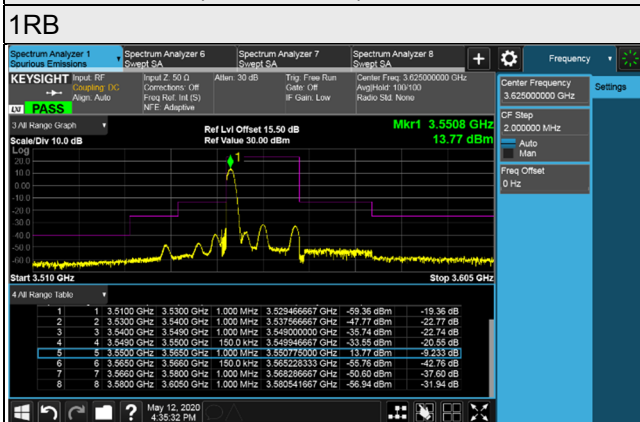 1RB
Spectrum Analyzer 1
Spurious Emissions
Spectrum Analyzer 6
Swept SA
Spectrum Analyzer 7
Swept SA
Spectrum Analyzer 8
Swept SA
+
Frequency
KEYSIGHT
Input: RF
Coupling: DC
Align: Auto
Input Z: 50 Ω
Corrections: Off
Freq Ref: Int (S)
NFE: Adaptive
Atten: 30 dB
Trig: Free Run
Gate: Off
IF Gain: Low
Center Freq: 3.625000000 GHz
Avg|Hold: 100/100
Radio Std: None
LXI
PASS
Center Frequency
3.625000000 GHz
Settings
CF Step
2.000000 MHz
Auto
Man
Freq Offset
0 Hz
3 All Range Graph
Scale/Div 10.0 dB
Ref Lvl Offset 15.50 dB
Ref Value 30.00 dBm
Mkr1 3.5508 GHz
13.77 dBm
Log
20.0
10.0
0.00
-10.0
-20.0
-30.0
-40.0
-50.0
-60.0
1
Start 3.510 GHz
Stop 3.605 GHz
4 All Range Table
1 1 3.5100 GHz 3.5300 GHz 1.000 MHz 3.529466667 GHz -59.36 dBm -19.36 dB
2 2 3.5300 GHz 3.5400 GHz 1.000 MHz 3.537566667 GHz -47.77 dBm -22.77 dB
3 3 3.5400 GHz 3.5490 GHz 1.000 MHz 3.549000000 GHz -35.74 dBm -22.74 dB
4 4 3.5490 GHz 3.5500 GHz 150.0 kHz 3.549946667 GHz -33.55 dBm -20.55 dB
5 5 3.5500 GHz 3.5650 GHz 1.000 MHz 3.550775000 GHz 13.77 dBm -9.233 dB
6 6 3.5650 GHz 3.5660 GHz 150.0 kHz 3.565228333 GHz -55.76 dBm -42.76 dB
7 7 3.5660 GHz 3.5800 GHz 1.000 MHz 3.568286667 GHz -50.60 dBm -37.60 dB
8 8 3.5800 GHz 3.6050 GHz 1.000 MHz 3.580541667 GHz -56.94 dBm -31.94 dB
?
May 12, 2020
4:35:32 PM